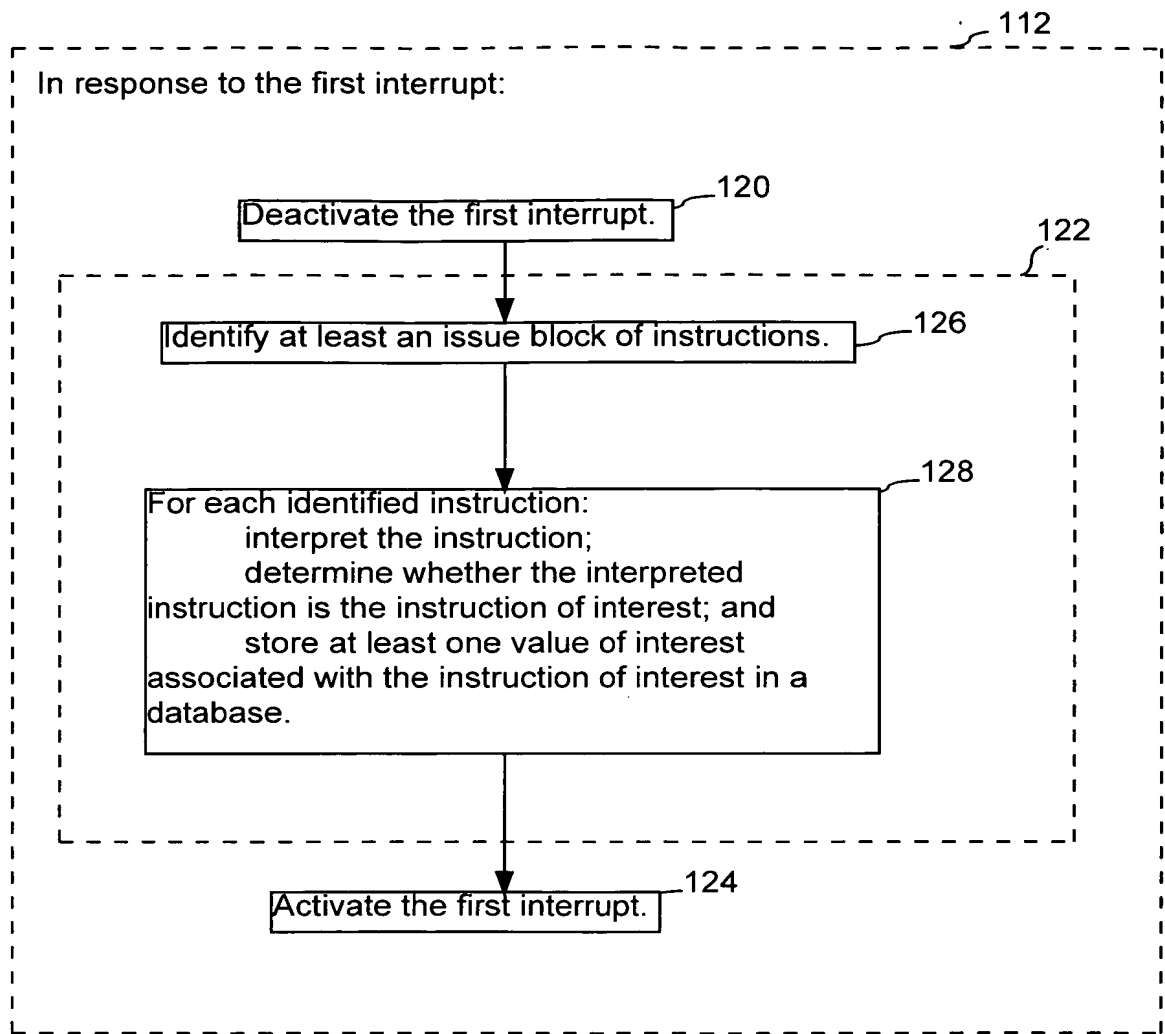 112
In response to the first interrupt:
120
Deactivate the first interrupt.
122
Identify at least an issue block of instructions.
126
128
For each identified instruction:
interpret the instruction;
determine whether the interpreted
instruction is the instruction of interest; and
store at least one value of interest
associated with the instruction of interest in a
database.
124
Activate the first interrupt.